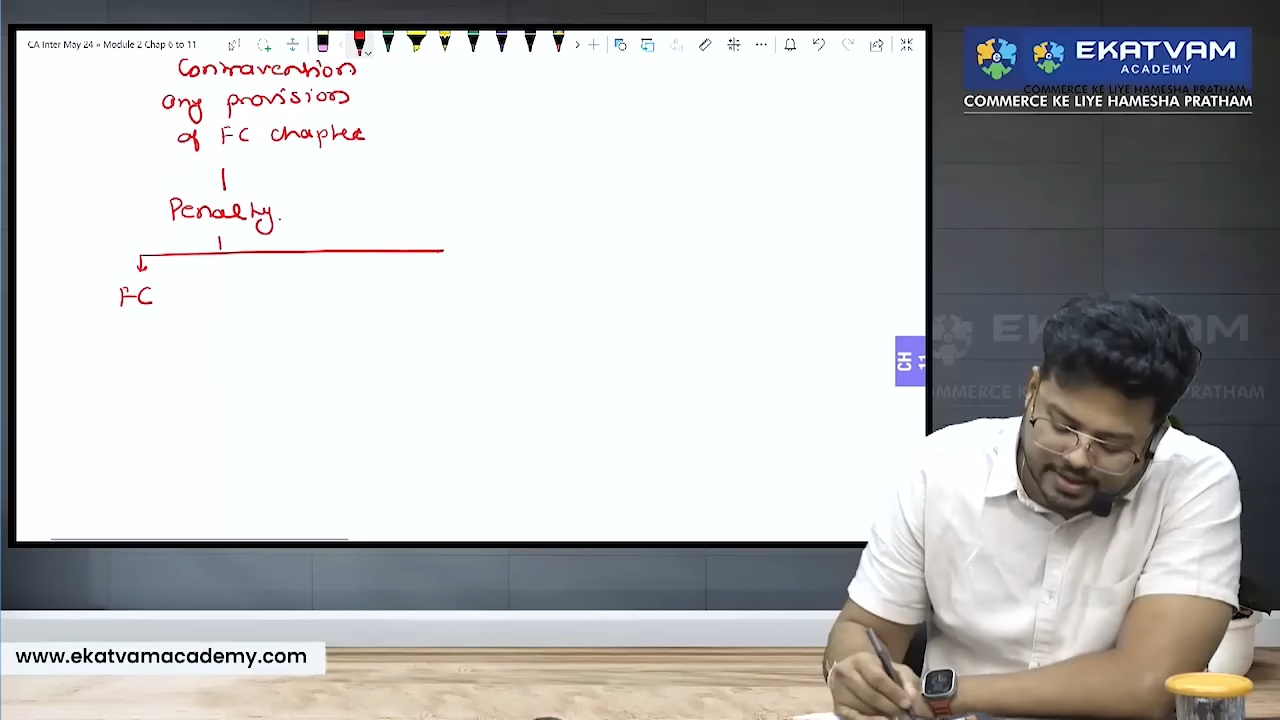 CA Inter May 24 » Module 2 Chap 6 to 11
Contravention
any provision
of FC chapter
Penalty.
FC
CH
11
EKATVAM
ACADEMY
COMMERCE KE LIYE HAMESHA PRATHAM
COMMERCE KE LIYE HAMESHA PRATHAM
www.ekatvamacademy.com